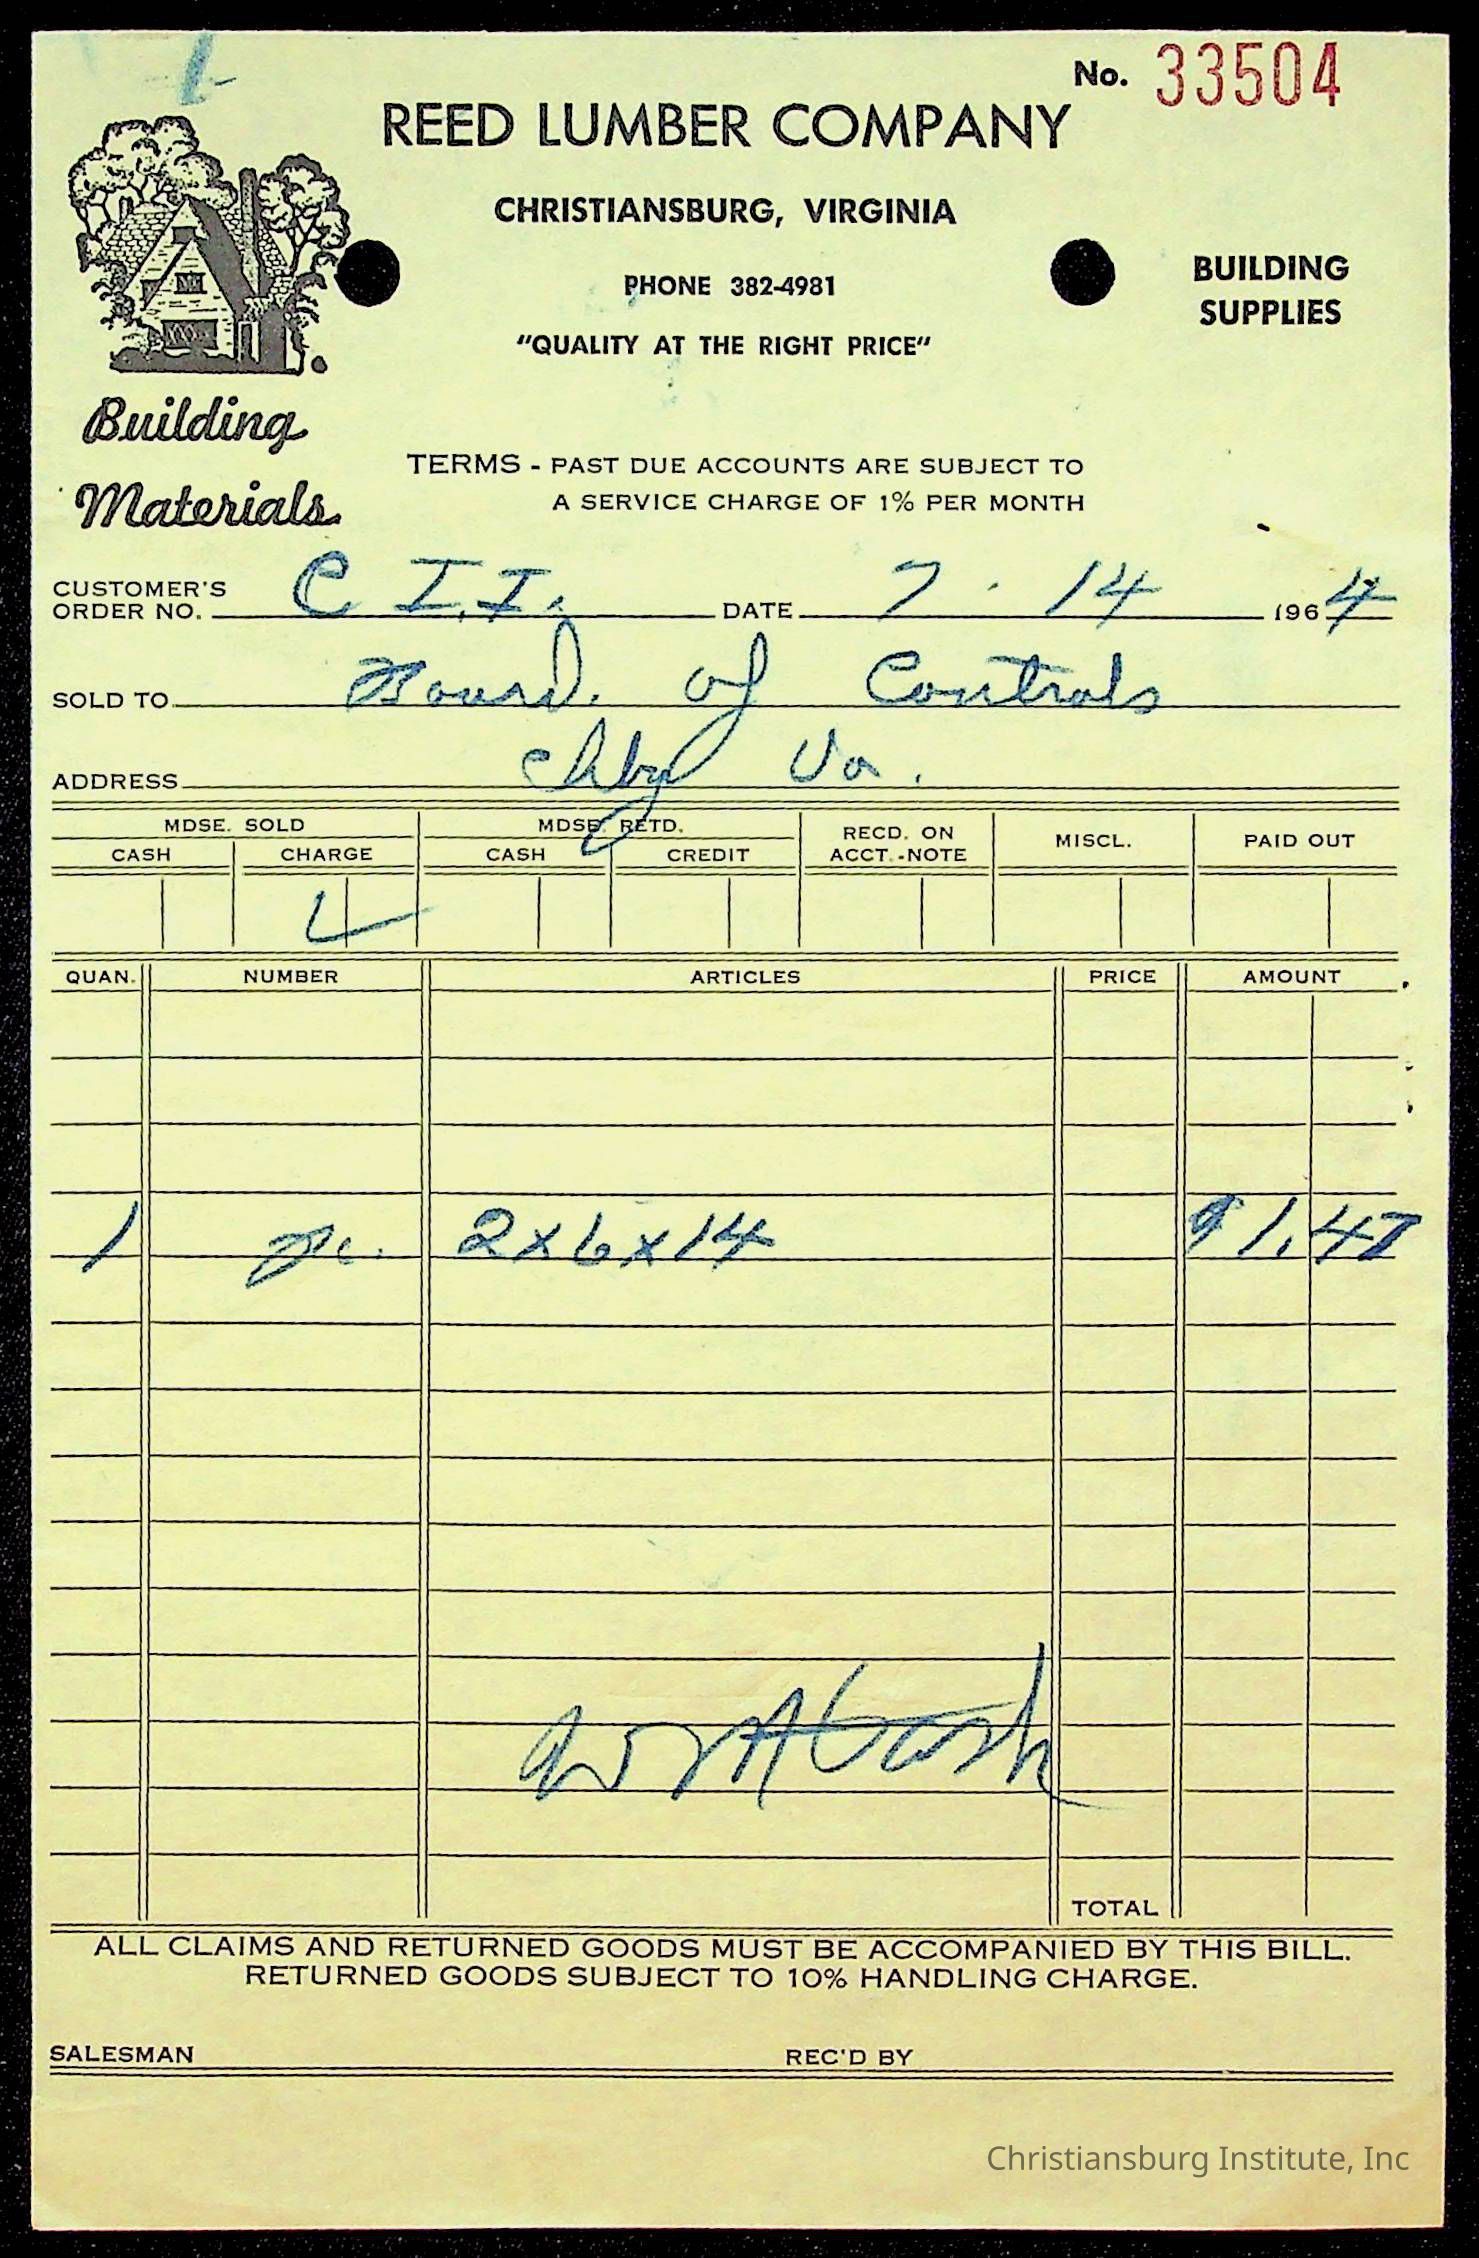 No. 33504
REED LUMBER COMPANY
CHRISTIANSBURG, VIRGINIA
PHONE 382-4981
"QUALITY AT THE RIGHT PRICE"
BUILDING
SUPPLIES
Building
Materials
TERMS - PAST DUE ACCOUNTS ARE SUBJECT TO
A SERVICE CHARGE OF 1% PER MONTH
CUSTOMER'S
ORDER NO. C I.I. DATE 7 · 14 1964
SOLD TO Board. of Controls
ADDRESS Va.
MDSE. SOLD MDSE. RETD. RECD. ON ACCT.-NOTE MISCL. PAID OUT
CASH CHARGE CASH CREDIT
QUAN. NUMBER ARTICLES PRICE AMOUNT
1 pc. 2x6x14 $1.47
TOTAL
ALL CLAIMS AND RETURNED GOODS MUST BE ACCOMPANIED BY THIS BILL.
RETURNED GOODS SUBJECT TO 10% HANDLING CHARGE.
SALESMAN REC'D BY
Christiansburg Institute, Inc